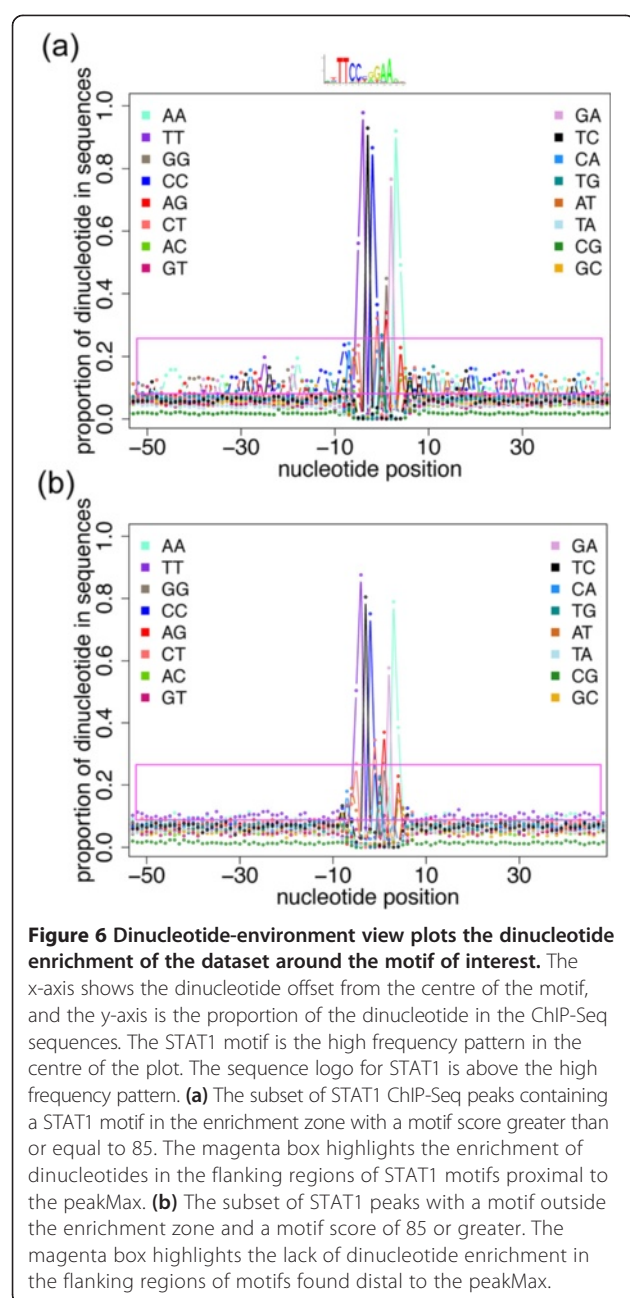 (a)
TTCC GAA
proportion of dinucleotide in sequences
1.0
0.8
0.6
0.4
0.2
0.0
AA
TT
GG
CC
AG
CT
AC
GT
GA
TC
CA
TG
AT
TA
CG
GC
−50
−30
−10
10
30
nucleotide position
(b)
proportion of dinucleotide in sequences
1.0
0.8
0.6
0.4
0.2
0.0
AA
TT
GG
CC
AG
CT
AC
GT
GA
TC
CA
TG
AT
TA
CG
GC
−50
−30
−10
10
30
nucleotide position
Figure 6 Dinucleotide-environment view plots the dinucleotide
enrichment of the dataset around the motif of interest. The
x-axis shows the dinucleotide offset from the centre of the motif,
and the y-axis is the proportion of the dinucleotide in the ChIP-Seq
sequences. The STAT1 motif is the high frequency pattern in the
centre of the plot. The sequence logo for STAT1 is above the high
frequency pattern. (a) The subset of STAT1 ChIP-Seq peaks containing
a STAT1 motif in the enrichment zone with a motif score greater than
or equal to 85. The magenta box highlights the enrichment of
dinucleotides in the flanking regions of STAT1 motifs proximal to
the peakMax. (b) The subset of STAT1 peaks with a motif outside
the enrichment zone and a motif score of 85 or greater. The
magenta box highlights the lack of dinucleotide enrichment in
the flanking regions of motifs found distal to the peakMax.